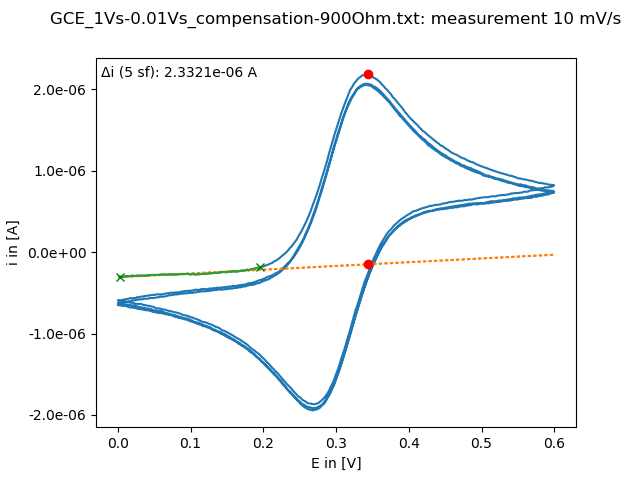 GCE_1Vs-0.01Vs_compensation-900Ohm.txt: measurement 10 mV/s
Δi (5 sf): 2.3321e-06 A
2.0e-06
1.0e-06
0.0e+00
-1.0e-06
-2.0e-06
i in [A]
0.0 0.1 0.2 0.3 0.4 0.5 0.6
E in [V]